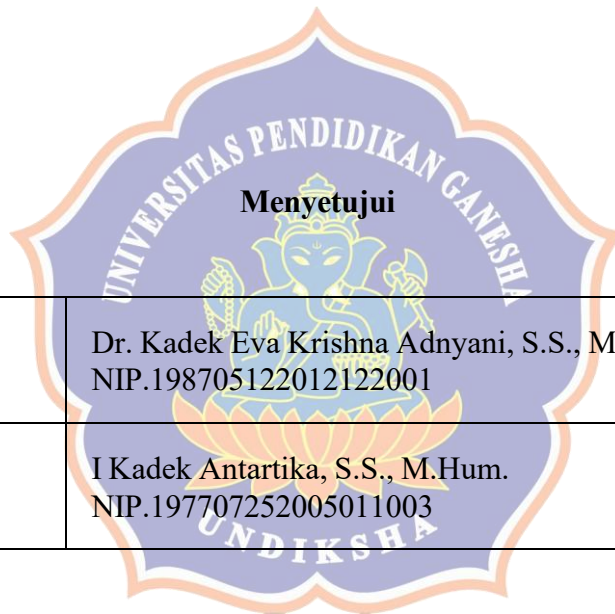 UNIVERSITAS PENDIDIKAN GANESHA
Menyetujui
Dr. Kadek Eva Krishna Adnyani, S.S., M
NIP.198705122012122001
I Kadek Antartika, S.S., M.Hum.
NIP.197707252005011003
UNDIKSHA